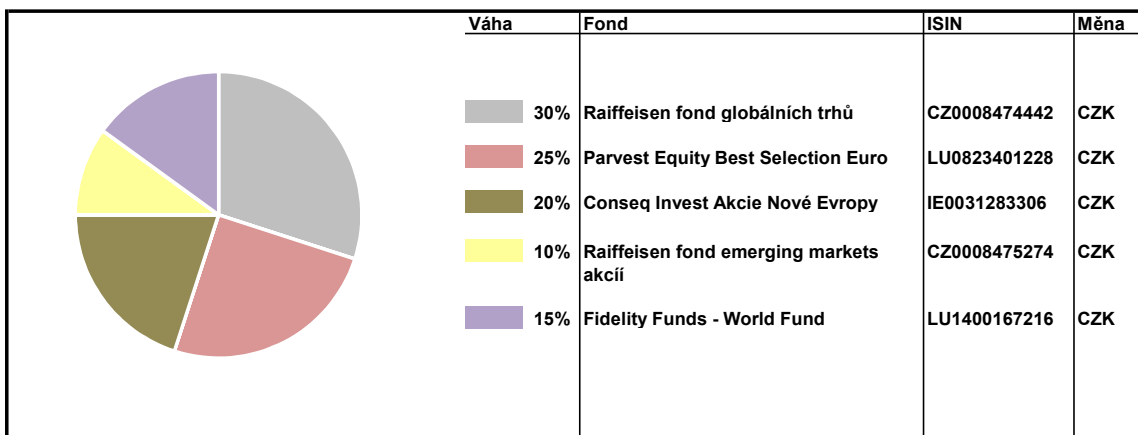 Váha Fond ISIN Měna
30% Raiffeisen fond globálních trhů CZ0008474442 CZK
25% Parvest Equity Best Selection Euro LU0823401228 CZK
20% Conseq Invest Akcie Nové Evropy IE0031283306 CZK
10% Raiffeisen fond emerging markets CZ0008475274 CZK
akcíí
15% Fidelity Funds - World Fund LU1400167216 CZK